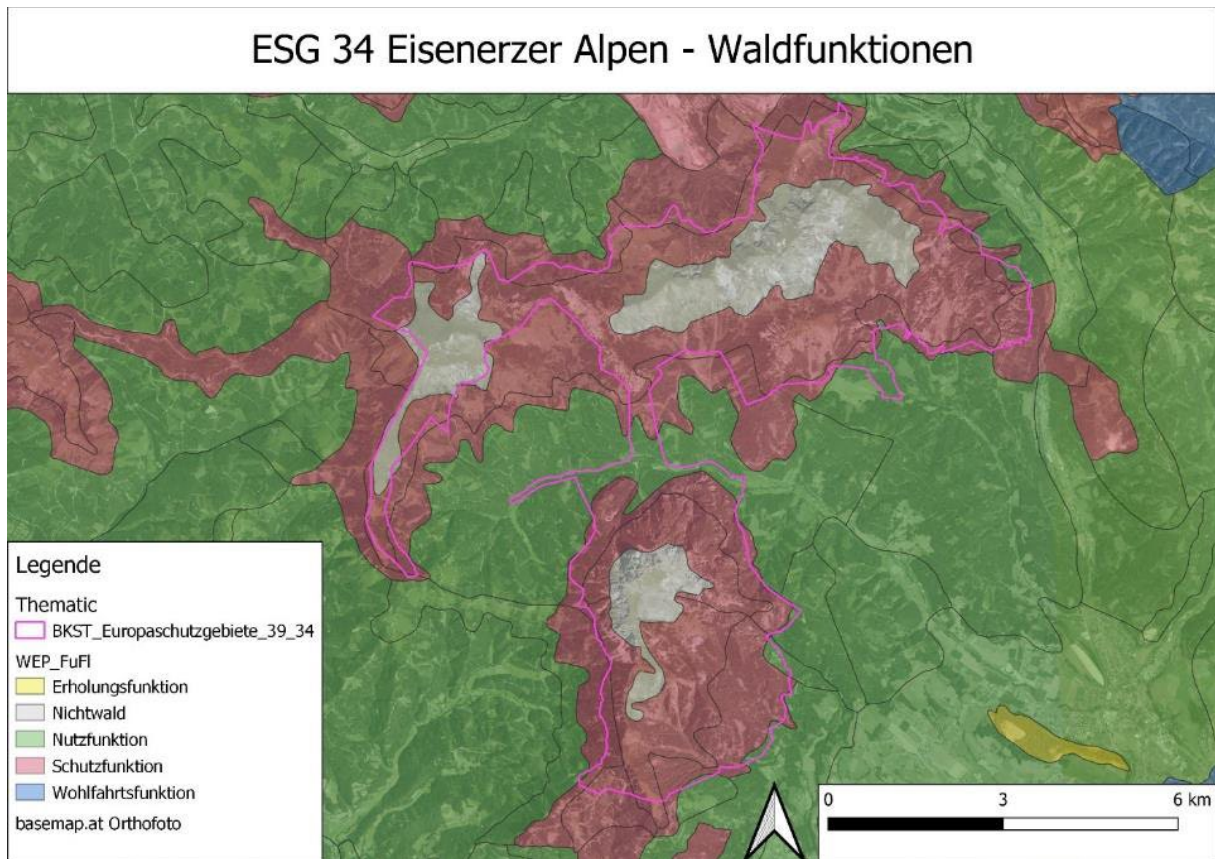 ESG 34 Eisenerzer Alpen - Waldfunktionen
Legende
Thematic
BKST_Europaschutzgebiete_39_34
WEP_FuFl
Erholungsfunktion
Nichtwald
Nutzfunktion
Schutzfunktion
Wohlfahrtsfunktion
basemap.at Orthofoto
0 3 6 km